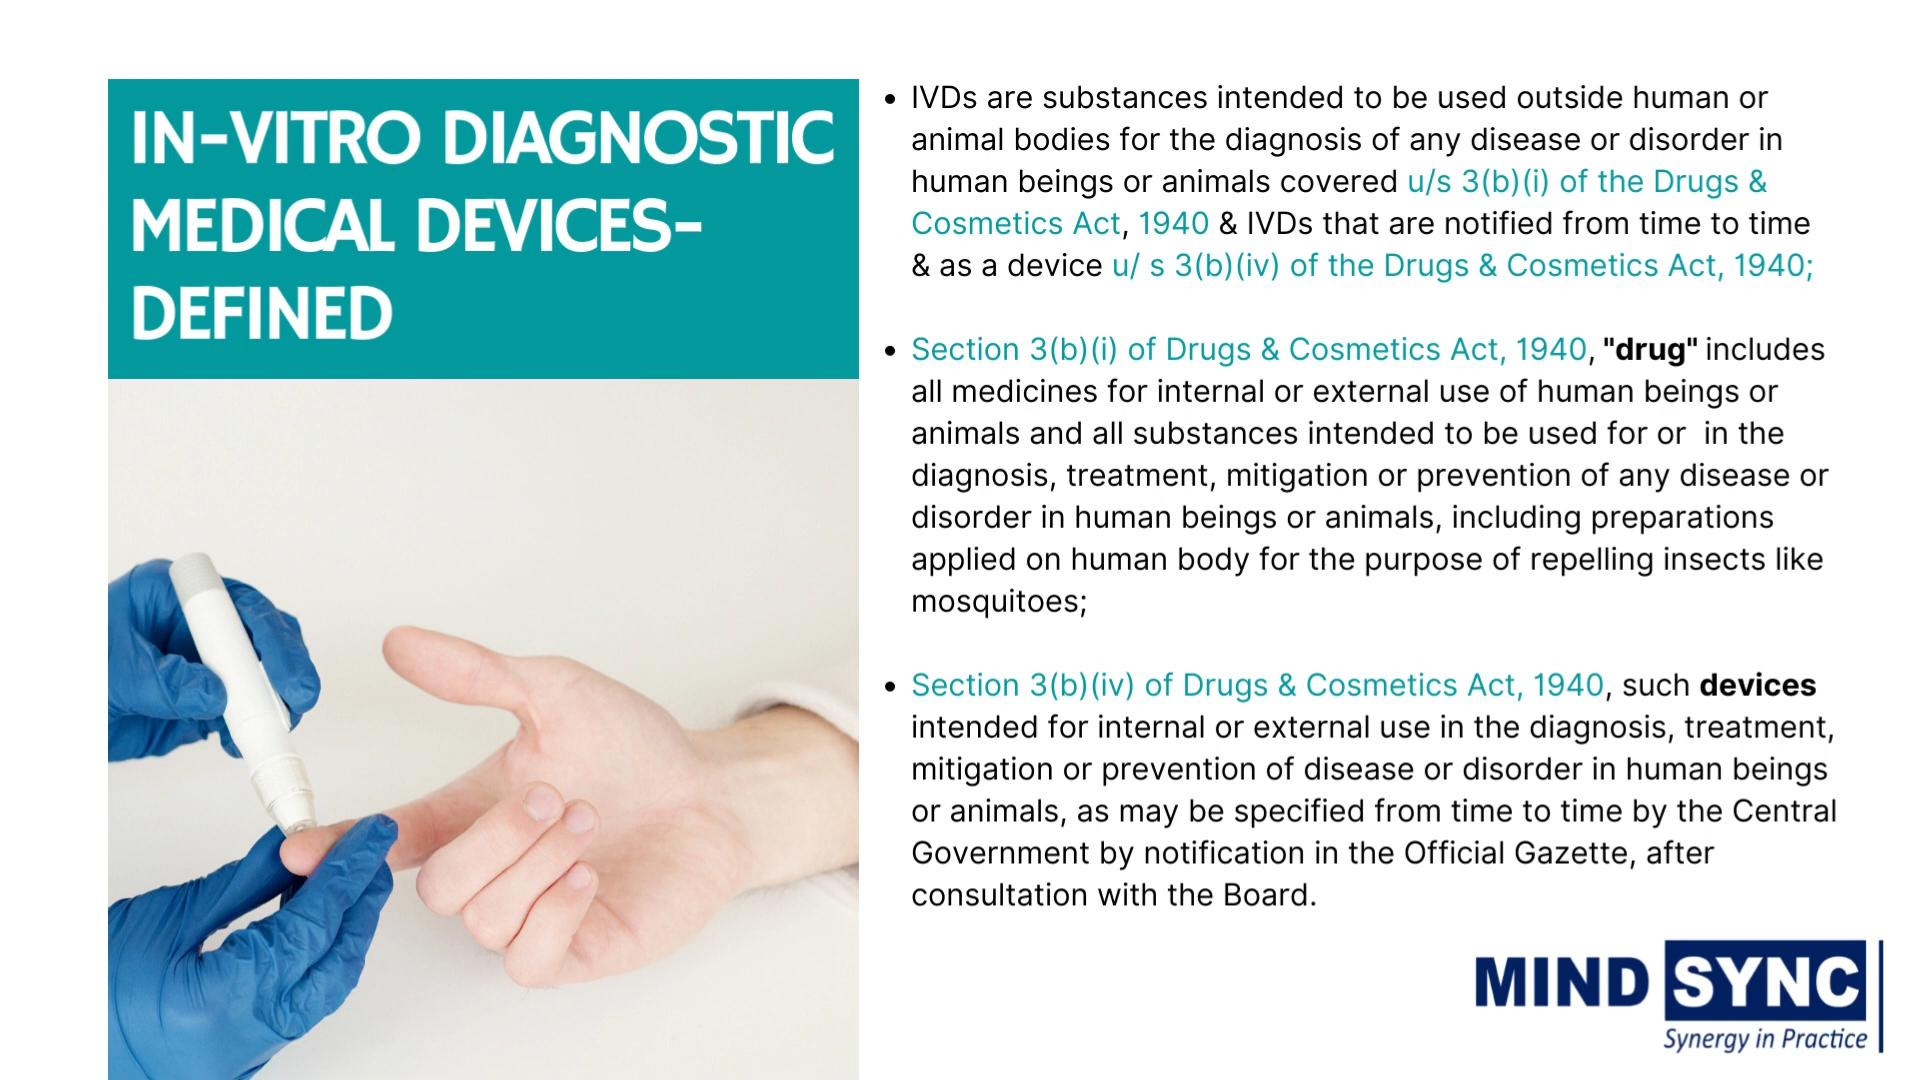 IN-VITRO DIAGNOSTIC
MEDICAL DEVICES-
DEFINED
• IVDs are substances intended to be used outside human or
animal bodies for the diagnosis of any disease or disorder in
human beings or animals covered u/s 3(b)(i) of the Drugs &
Cosmetics Act, 1940 & IVDs that are notified from time to time
& as a device u/ s 3(b)(iv) of the Drugs & Cosmetics Act, 1940;
• Section 3(b)(i) of Drugs & Cosmetics Act, 1940, "drug" includes
all medicines for internal or external use of human beings or
animals and all substances intended to be used for or  in the
diagnosis, treatment, mitigation or prevention of any disease or
disorder in human beings or animals, including preparations
applied on human body for the purpose of repelling insects like
mosquitoes;
• Section 3(b)(iv) of Drugs & Cosmetics Act, 1940, such devices
intended for internal or external use in the diagnosis, treatment,
mitigation or prevention of disease or disorder in human beings
or animals, as may be specified from time to time by the Central
Government by notification in the Official Gazette, after
consultation with the Board.
MIND SYNC
Synergy in Practice